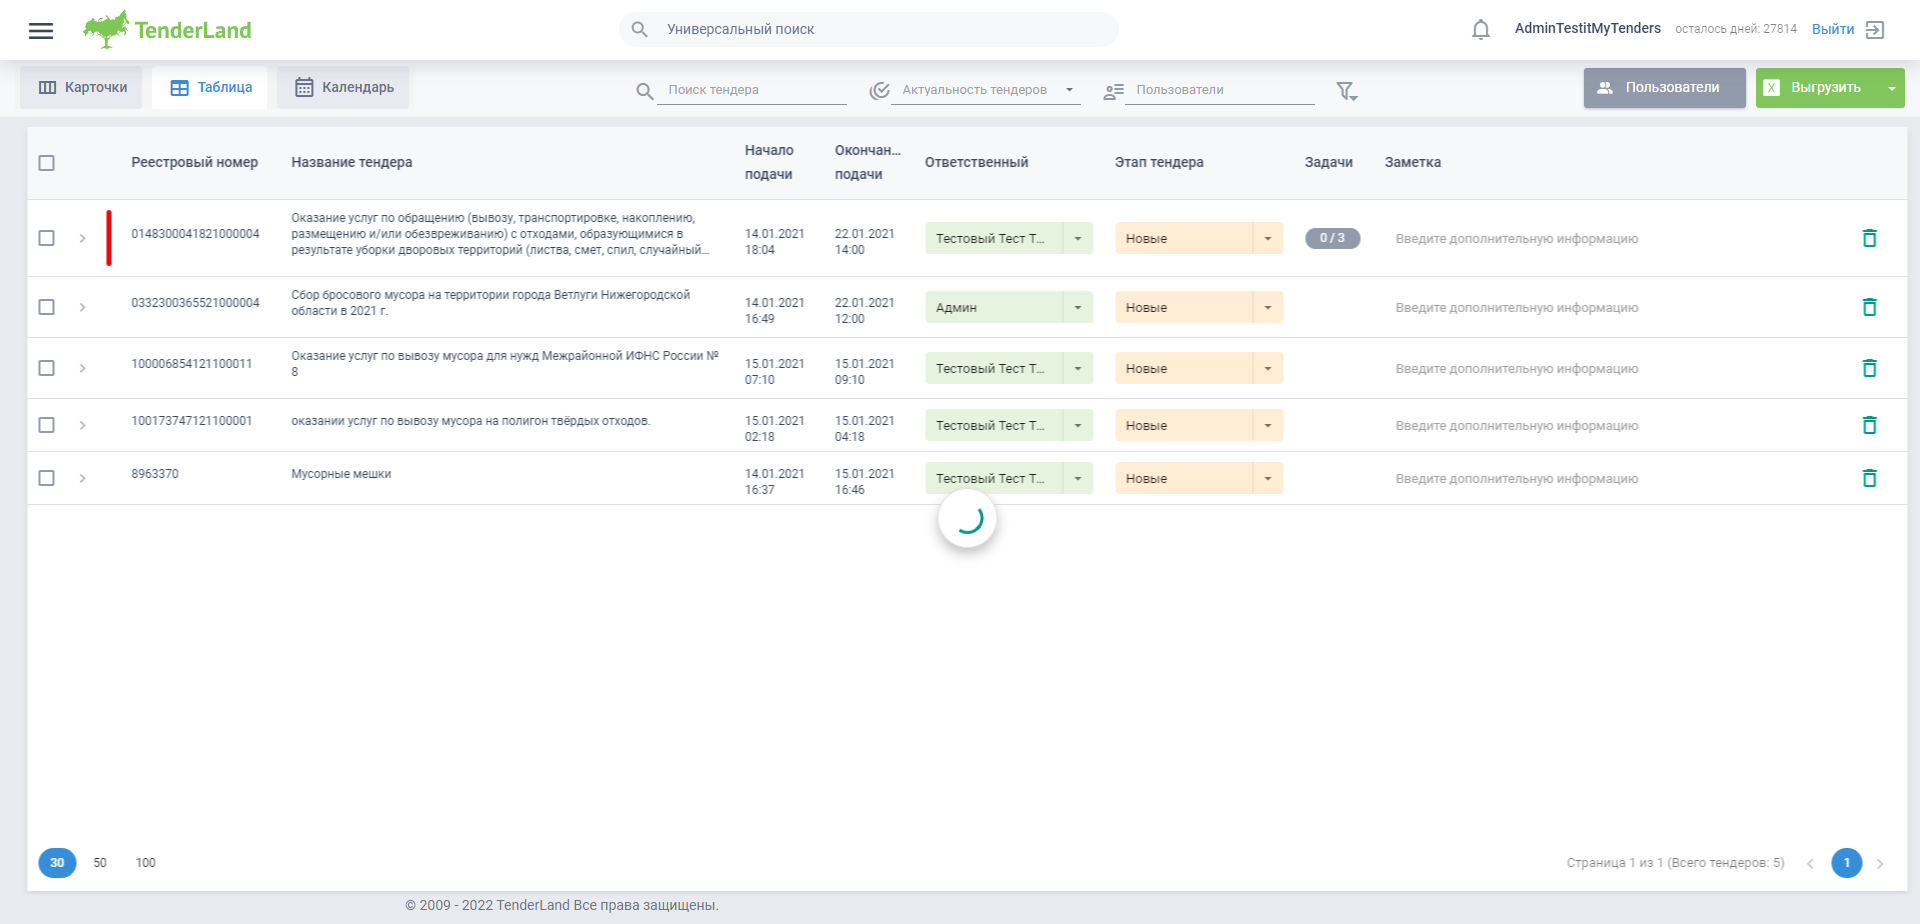 TenderLand
Универсальный поиск
AdminTestitMyTenders
осталось дней: 27814
Выйти
Карточки
Таблица
Календарь
Поиск тендера
Актуальность тендеров
Пользователи
Пользователи
X
Выгрузить
Реестровый номер
Название тендера
Начало
подачи
Окончан...
подачи
Ответственный
Этап тендера
Задачи
Заметка
0148300041821000004
Оказание услуг по обращению (вывозу, транспортировке, накоплению,
размещению и/или обезвреживанию) с отходами, образующимися в
результате уборки дворовых территорий (листва, смет, спил, случайный...
14.01.2021
18:04
22.01.2021
14:00
Тестовый Тест Т...
Новые
0 / 3
Введите дополнительную информацию
0332300365521000004
Сбор бросового мусора на территории города Ветлуги Нижегородской
области в 2021 г.
14.01.2021
16:49
22.01.2021
12:00
Админ
Новые
Введите дополнительную информацию
100006854121100011
Оказание услуг по вывозу мусора для нужд Межрайонной ИФНС России №
8
15.01.2021
07:10
15.01.2021
09:10
Тестовый Тест Т...
Новые
Введите дополнительную информацию
100173747121100001
оказании услуг по вывозу мусора на полигон твёрдых отходов.
15.01.2021
02:18
15.01.2021
04:18
Тестовый Тест Т...
Новые
Введите дополнительную информацию
8963370
Мусорные мешки
14.01.2021
16:37
15.01.2021
16:46
Тестовый Тест Т...
Новые
Введите дополнительную информацию
30
50
100
Страница 1 из 1 (Всего тендеров: 5)
1
© 2009 - 2022 TenderLand Все права защищены.